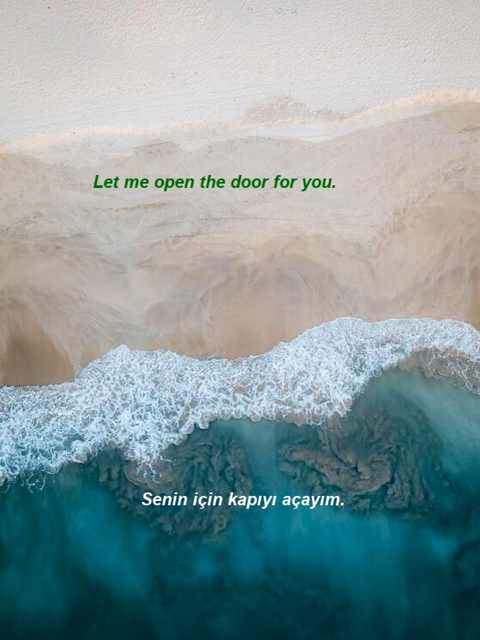 Let me open the door for you.
Senin için kapıyı açayım.